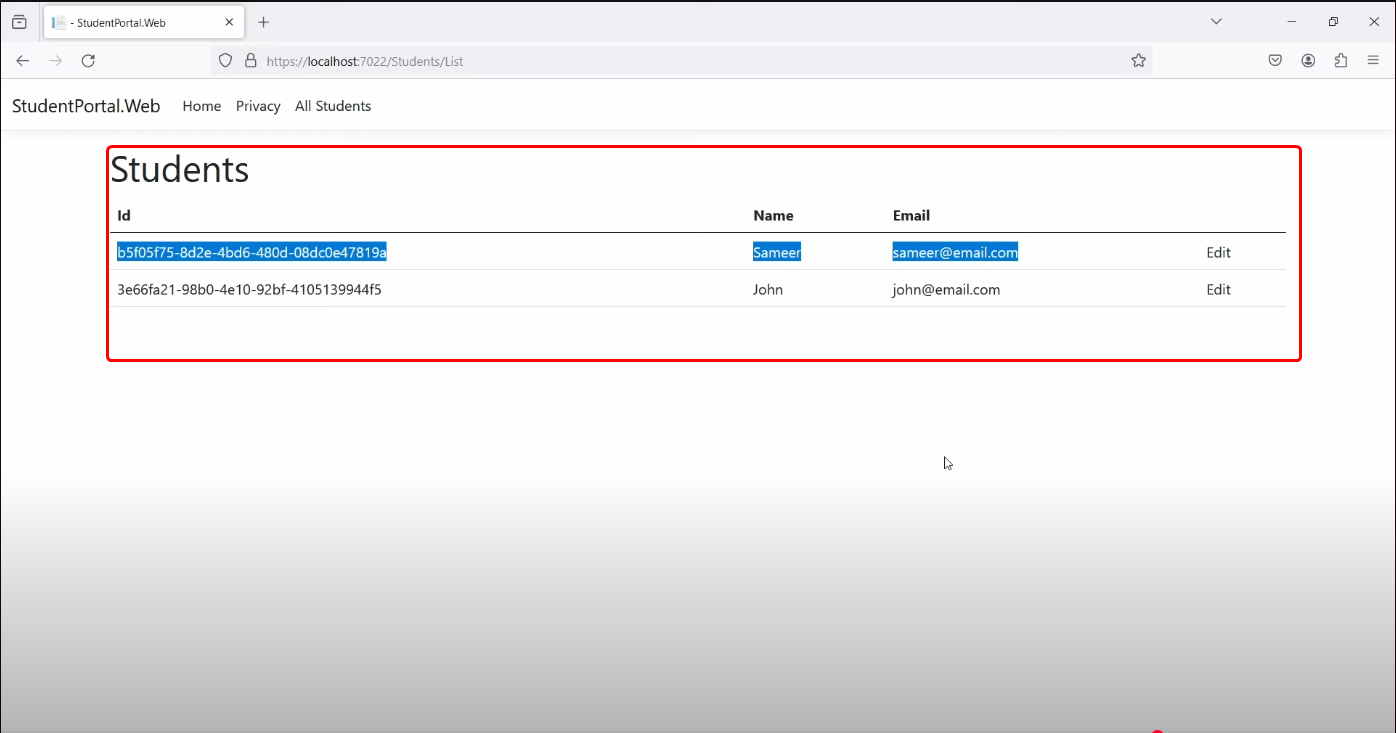 - StudentPortal.Web
https://localhost:7022/Students/List
StudentPortal.Web Home Privacy All Students
Students
Id Name Email
b5f05f75-8d2e-4bd6-480d-08dc0e47819a Sameer sameer@email.com Edit
3e66fa21-98b0-4e10-92bf-4105139944f5 John john@email.com Edit